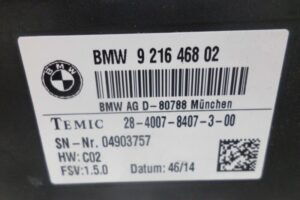 BMW
BMW 9 216 468 02
BMW AG D-80788 München
TEMIC 28-4007-8407-3-00
SN-Nr. 04903757
HW: C02
FSV:1.5.0 Datum: 46/14